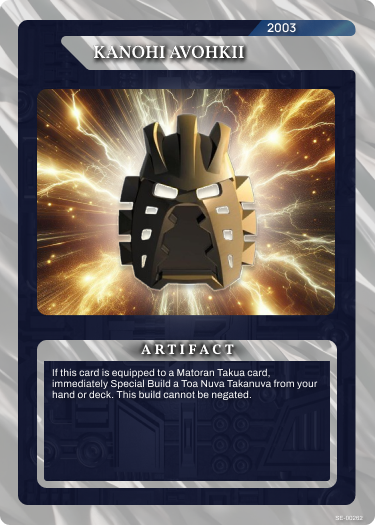 2003
KANOHI AVOHKII
ARTIFACT
If this card is equipped to a Matoran Takua card,
immediately Special Build a Toa Nuva Takanuva from your
hand or deck. This build cannot be negated.
SE-00262